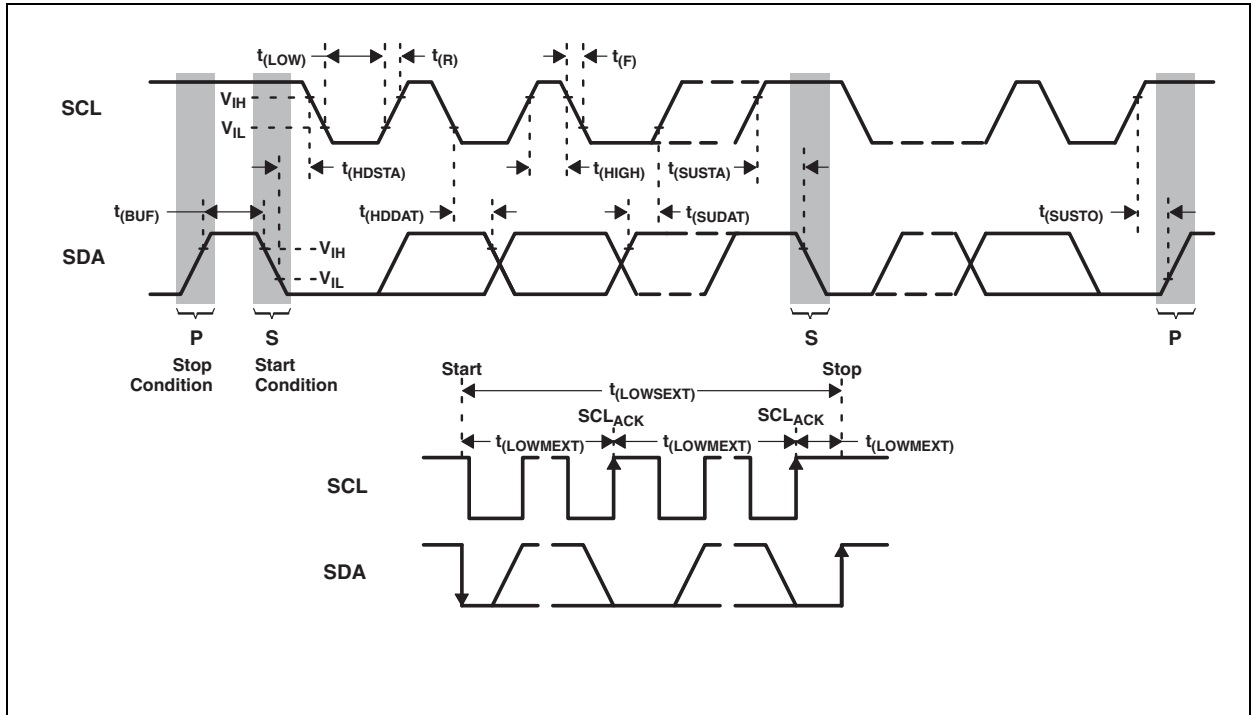 t(LOW) t(R) t(F)
SCL
VIH
VIL
t(HDSTA) t(HIGH) t(SUSTA)
t(BUF) t(HDDAT) t(SUDAT) t(SUSTO)
SDA
VIH
VIL
P S S P
Stop Condition
Start Condition
Start Stop
t(LOWSEXT)
SCLACK SCLACK
t(LOWMEXT) t(LOWMEXT) t(LOWMEXT)
SCL
SDA